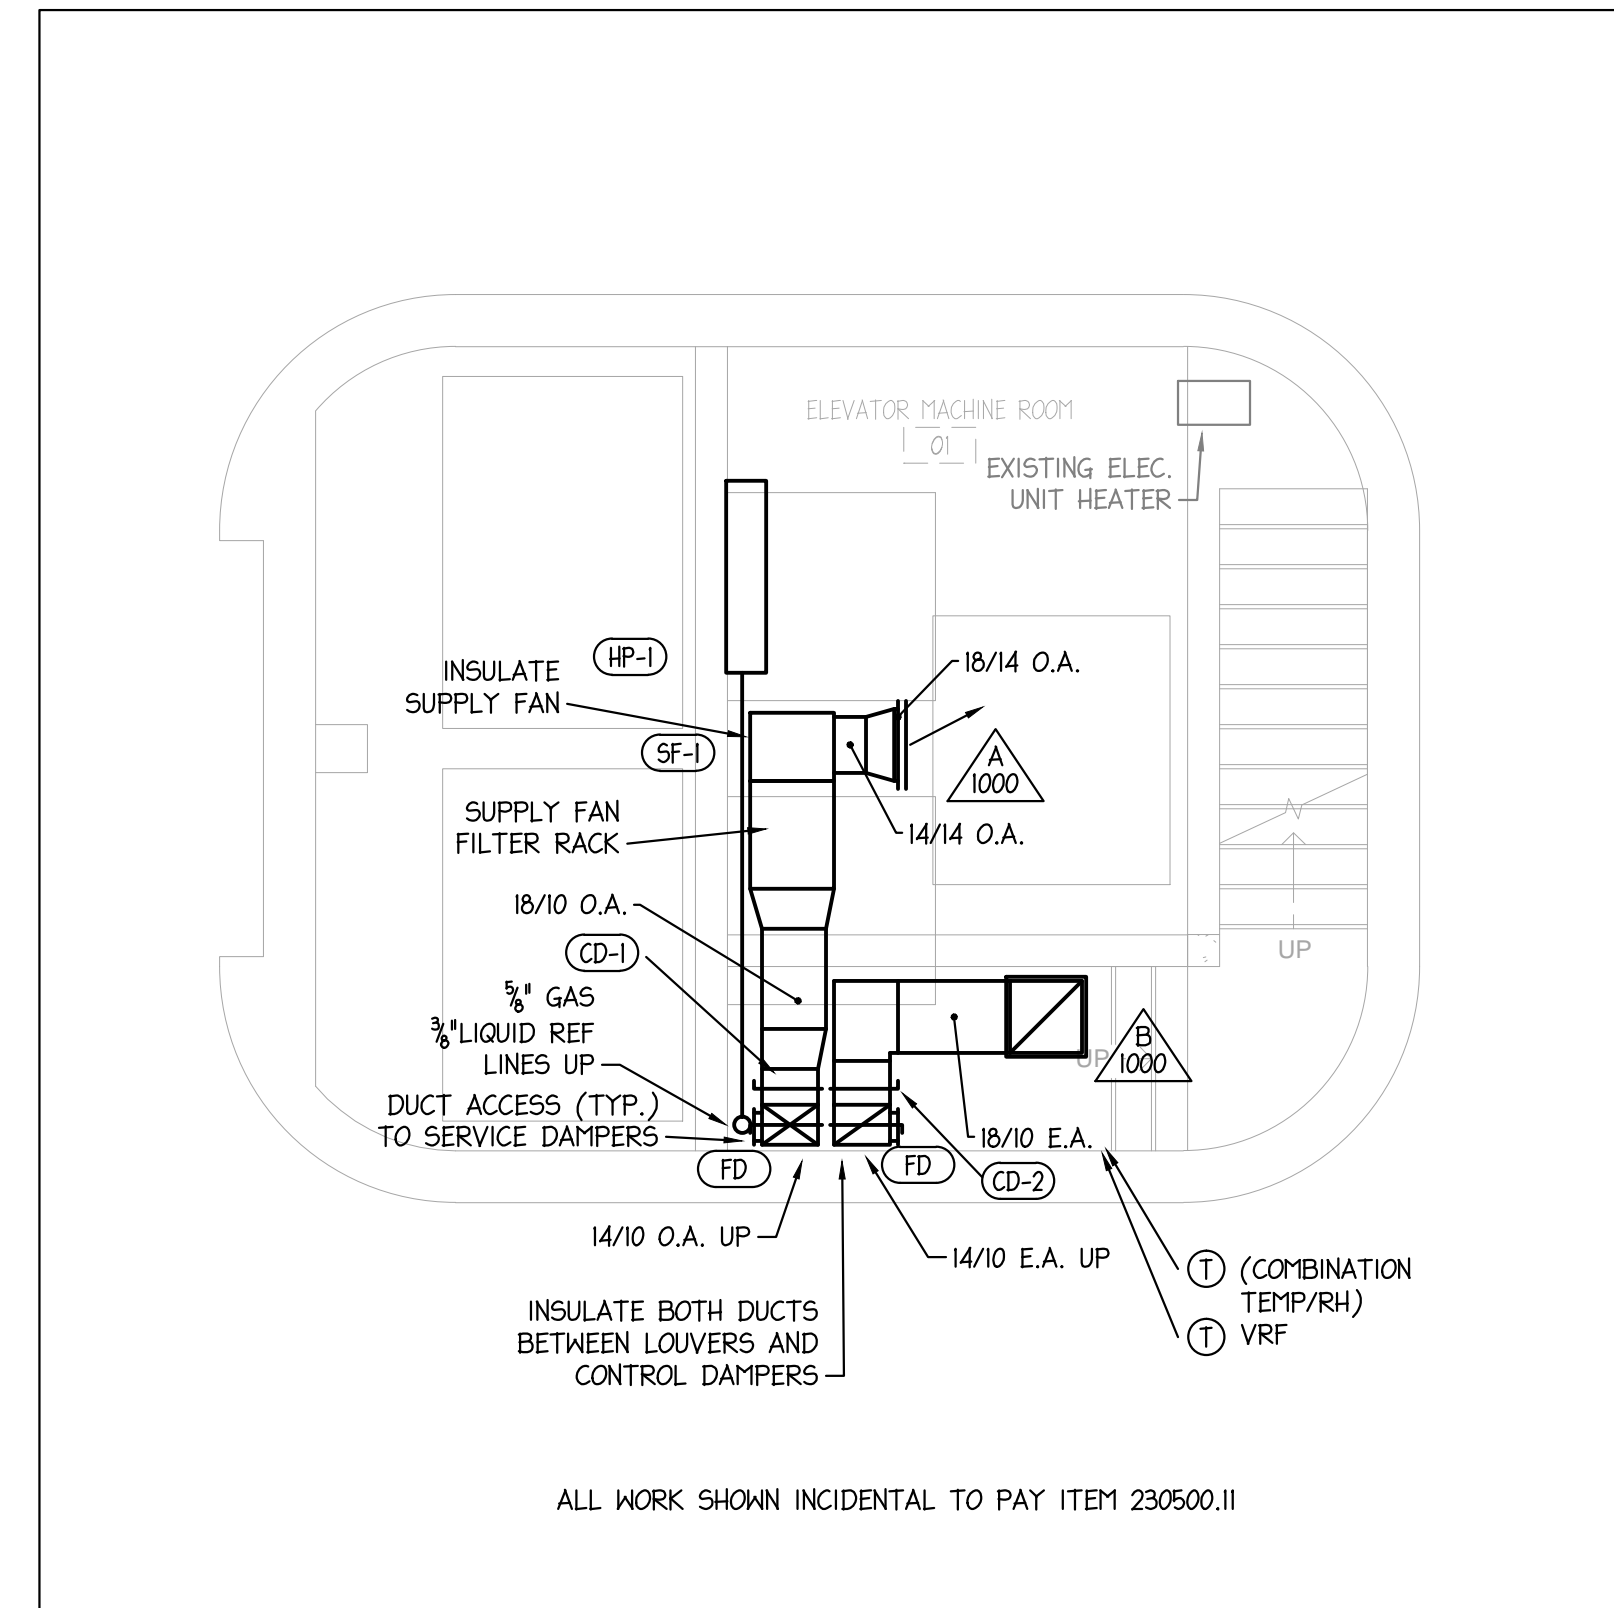 ELEVATOR MACHINE ROOM
01
EXISTING ELEC.
UNIT HEATER
HP-1
INSULATE
SUPPLY FAN
18/14 O.A.
SF-1
A
1000
SUPPLY FAN
FILTER RACK
14/14 O.A.
18/10 O.A.
CD-1
UP
5/8" GAS
3/8"LIQUID REF
LINES UP
UP
B
1000
DUCT ACCESS (TYP.)
TO SERVICE DAMPERS
18/10 E.A.
FD
FD
CD-2
14/10 O.A. UP
14/10 E.A. UP
T (COMBINATION
TEMP/RH)
T VRF
INSULATE BOTH DUCTS
BETWEEN LOUVERS AND
CONTROL DAMPERS
ALL WORK SHOWN INCIDENTAL TO PAY ITEM 230500.11